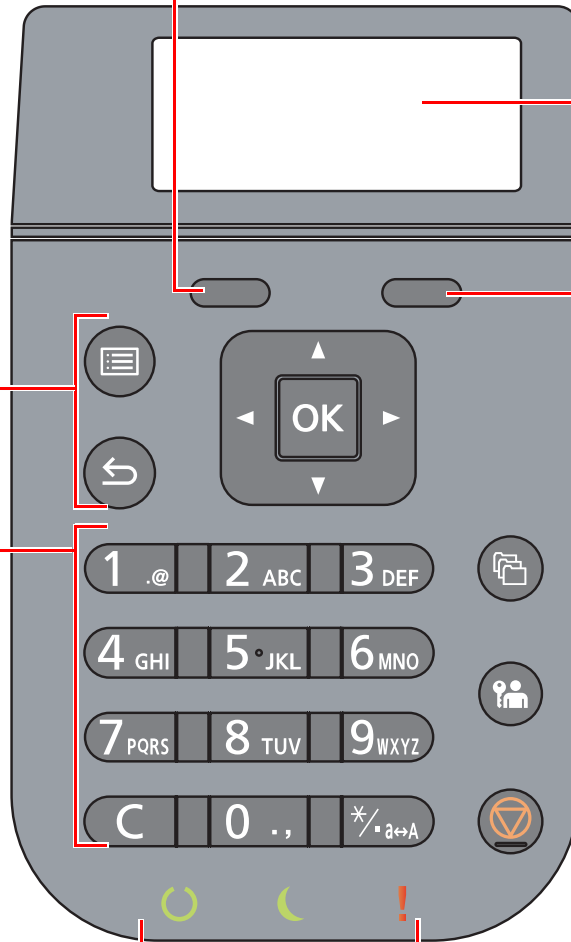 OK
1 .@ 2 ABC 3 DEF
4 GHI 5 JKL 6 MNO
7 PQRS 8 TUV 9 WXYZ
C 0 ., */. a↔A
!